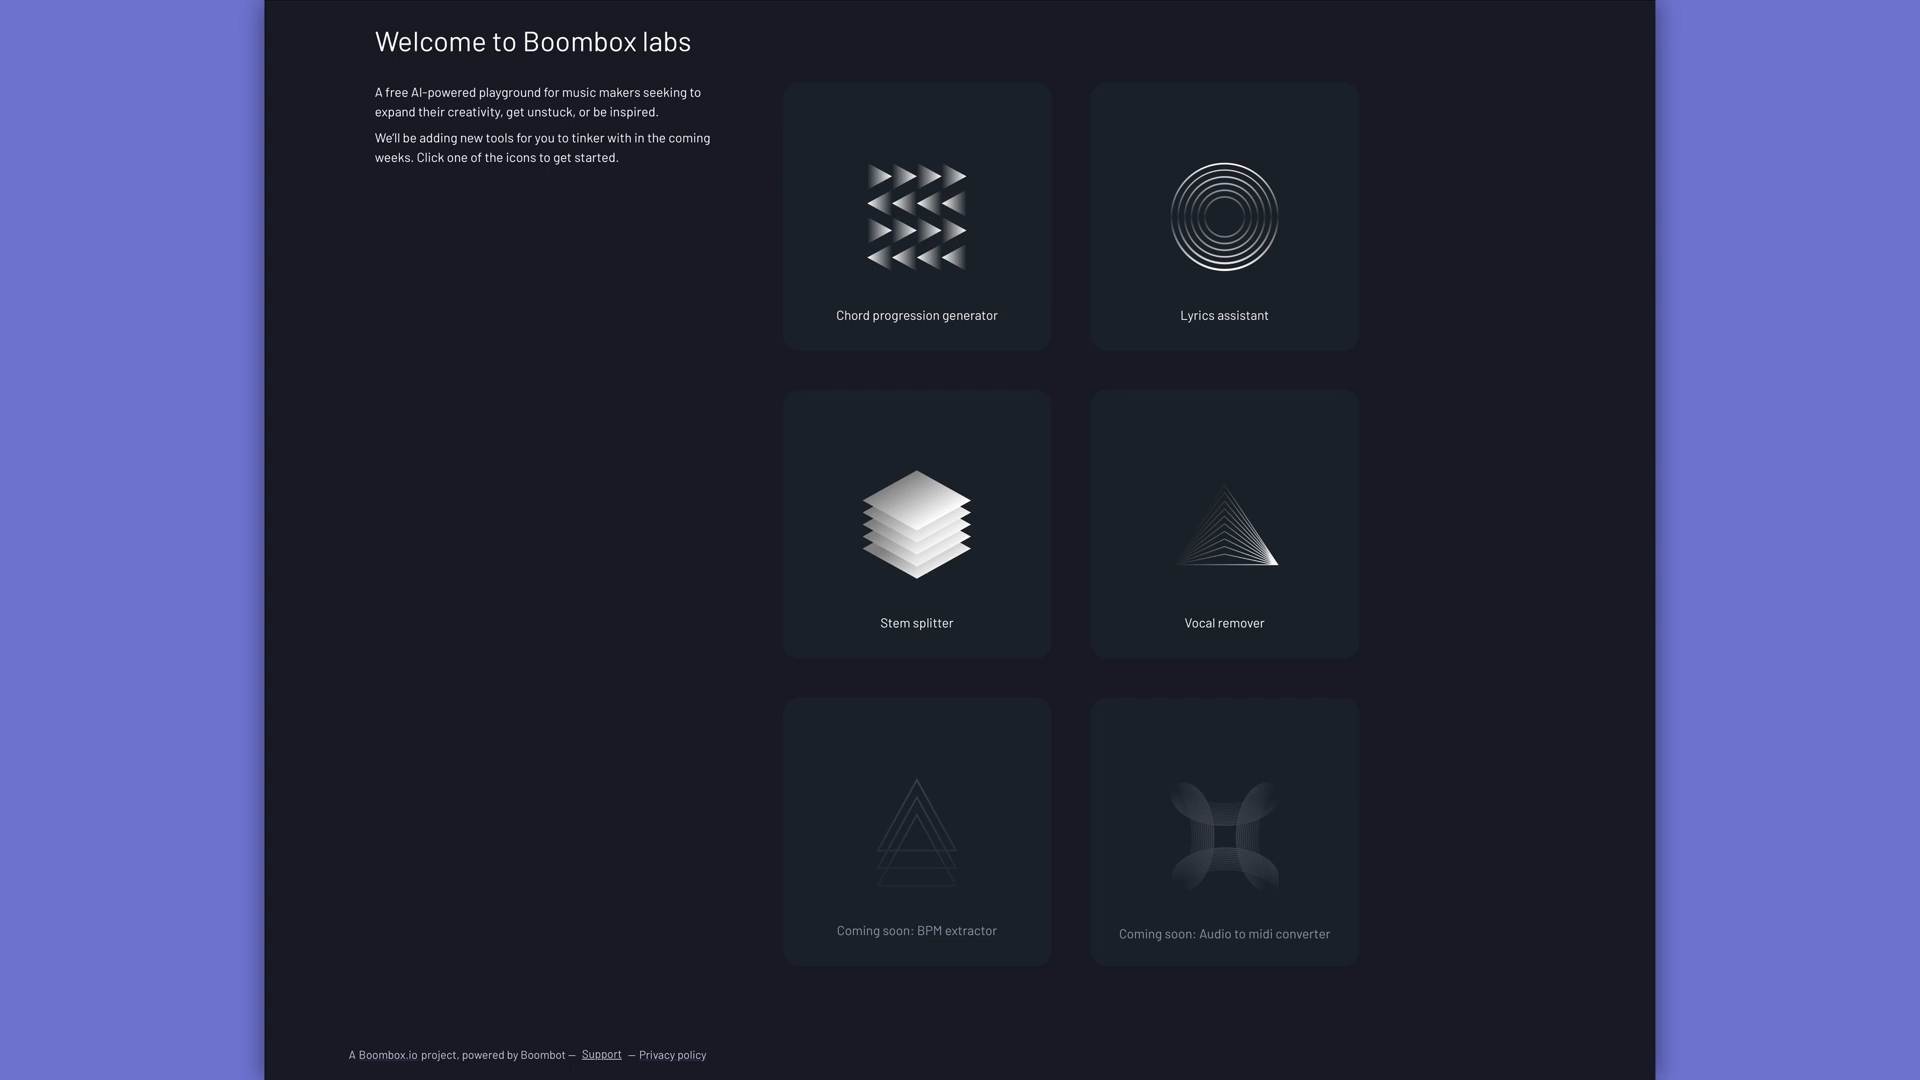 Welcome to Boombox labs
A free AI-powered playground for music makers seeking to
expand their creativity, get unstuck, or be inspired.
We'll be adding new tools for you to tinker with in the coming
weeks. Click one of the icons to get started.
Chord progression generator
Lyrics assistant
Stem splitter
Vocal remover
Coming soon: BPM extractor
Coming soon: Audio to midi converter
A Boombox.io project, powered by Boombot — Support — Privacy policy